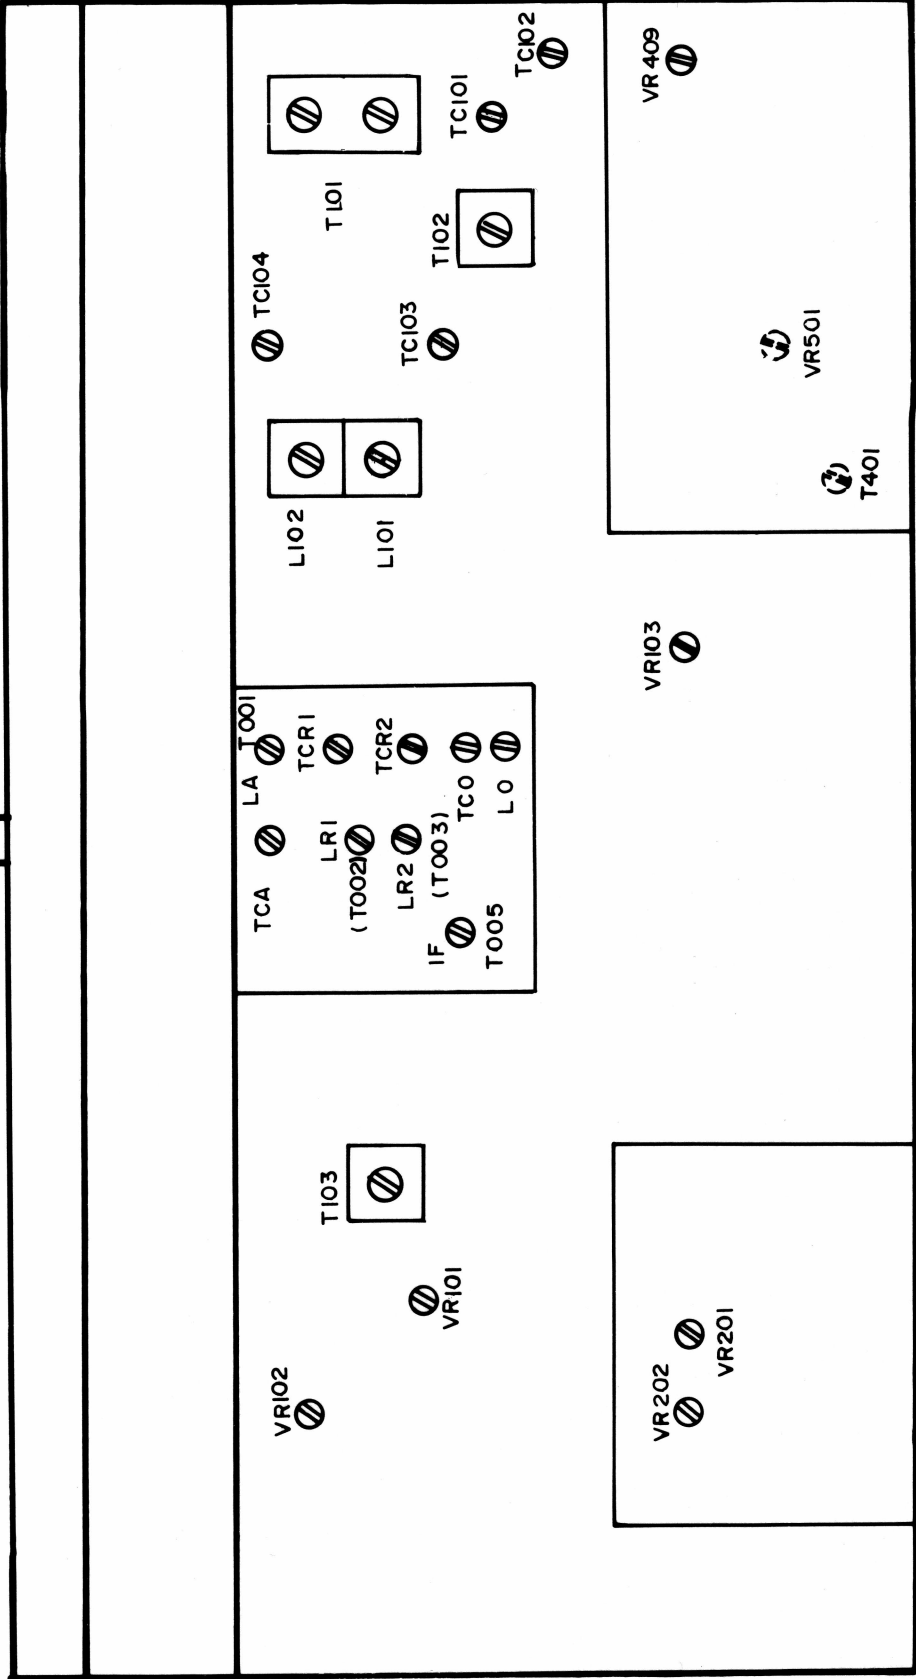 TC102
VR409
TC101
T101
T102
TC104
TC103
VR501
T401
L102
L101
VR103
T001
LA
TCR1
TCR2
TCO
LO
TCA
LR1
(T002)
LR2
(T003)
IF
T005
T103
VR101
VR102
VR201
VR202